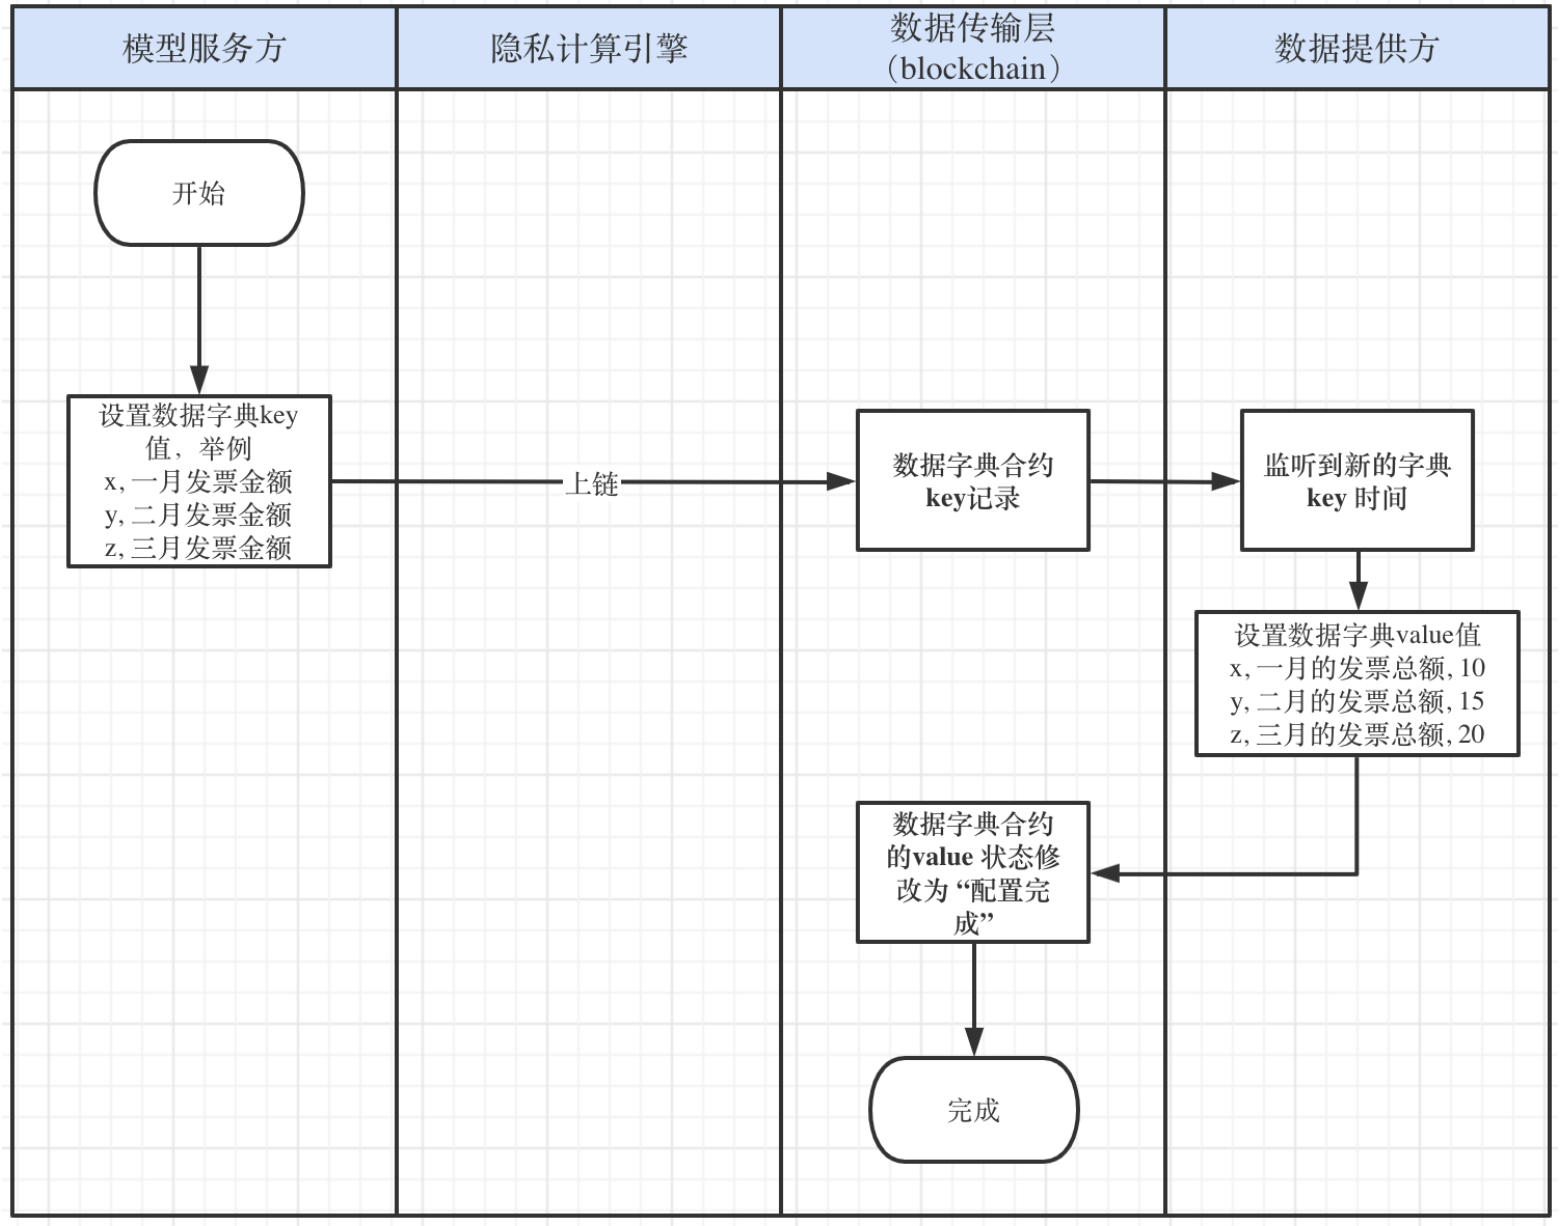 模型服务方
隐私计算引擎
数据传输层
（blockchain）
数据提供方
开始
设置数据字典key
值，举例
x, 一月发票金额
y, 二月发票金额
z, 三月发票金额
上链
数据字典合约
key记录
监听到新的字典
key 时间
设置数据字典value值
x, 一月的发票总额, 10
y, 二月的发票总额, 15
z, 三月的发票总额, 20
数据字典合约
的value 状态修
改为 “配置完
成”
完成